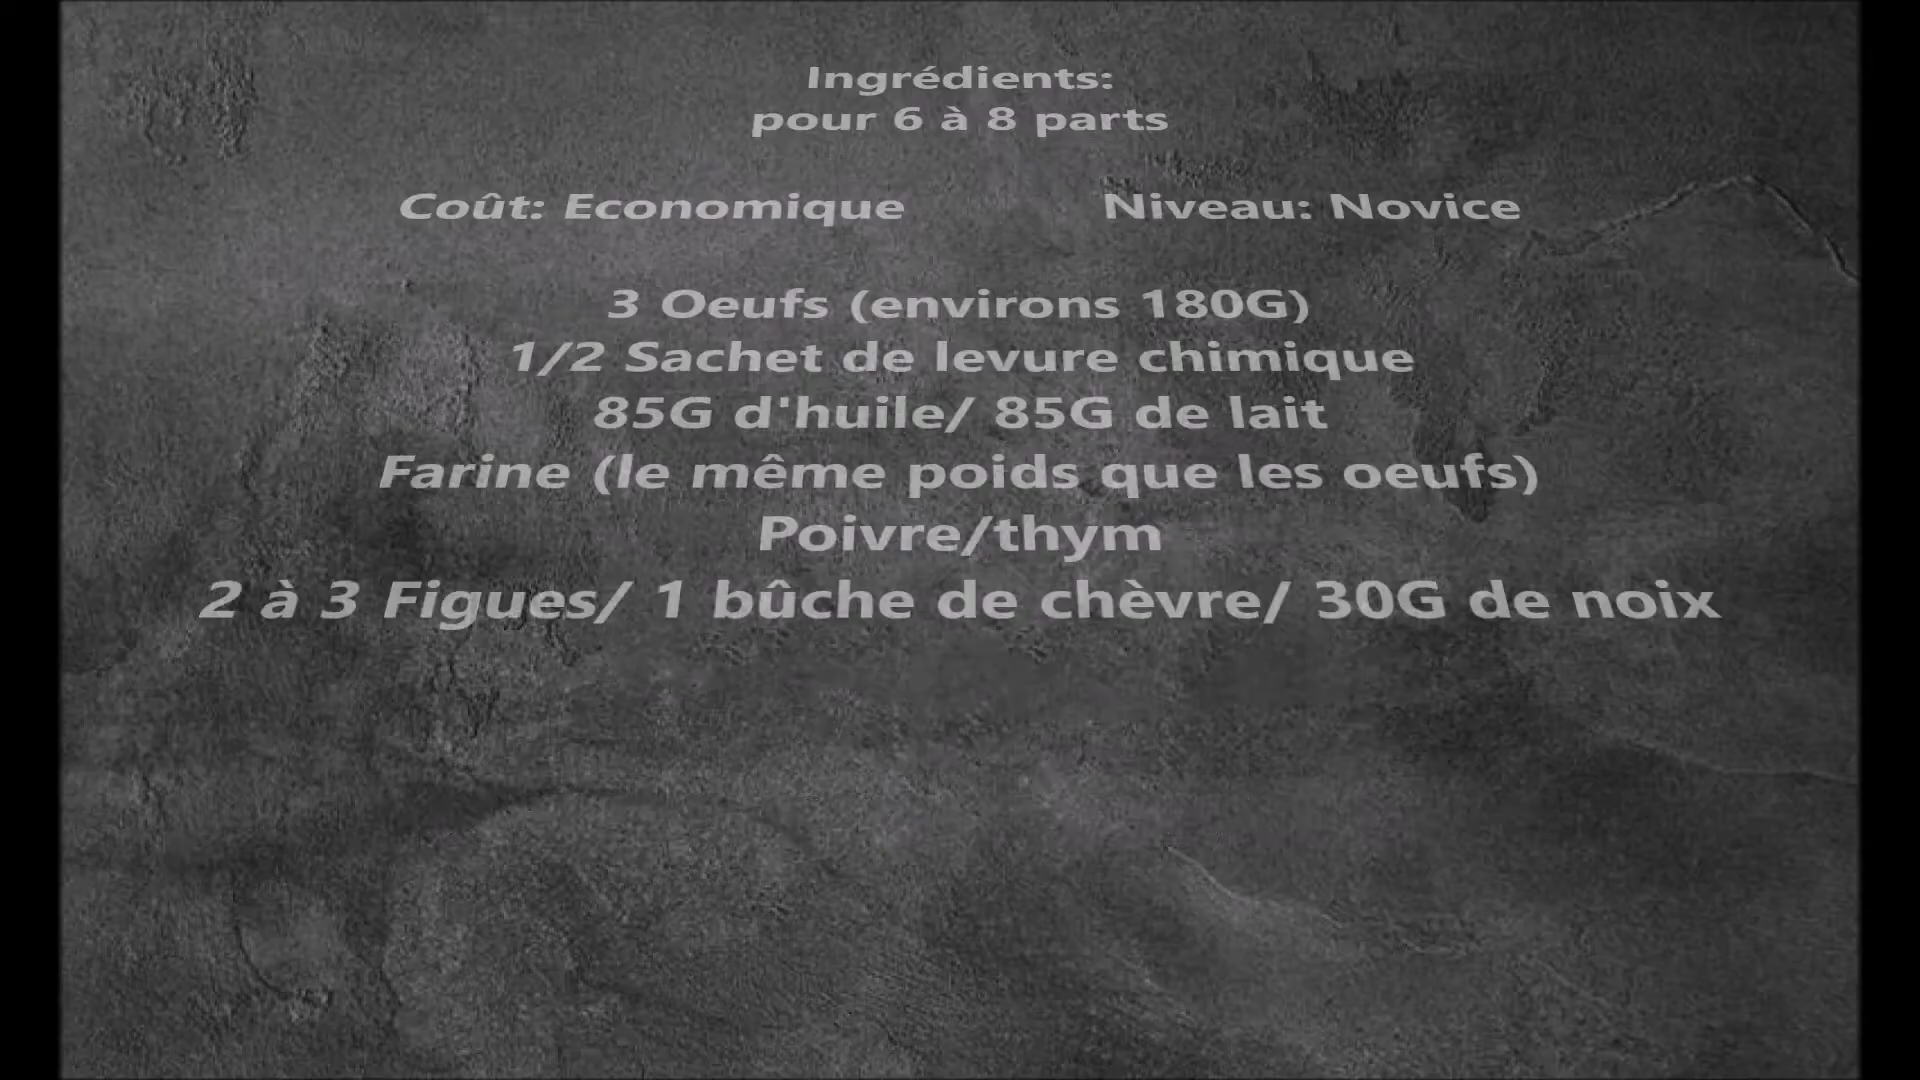 Ingrédients:
pour 6 à 8 parts
Coût: Economique Niveau: Novice
3 Oeufs (environs 180G)
1/2 Sachet de levure chimique
85G d'huile/ 85G de lait
Farine (le même poids que les oeufs)
Poivre/thym
2 à 3 Figues/ 1 bûche de chèvre/ 30G de noix